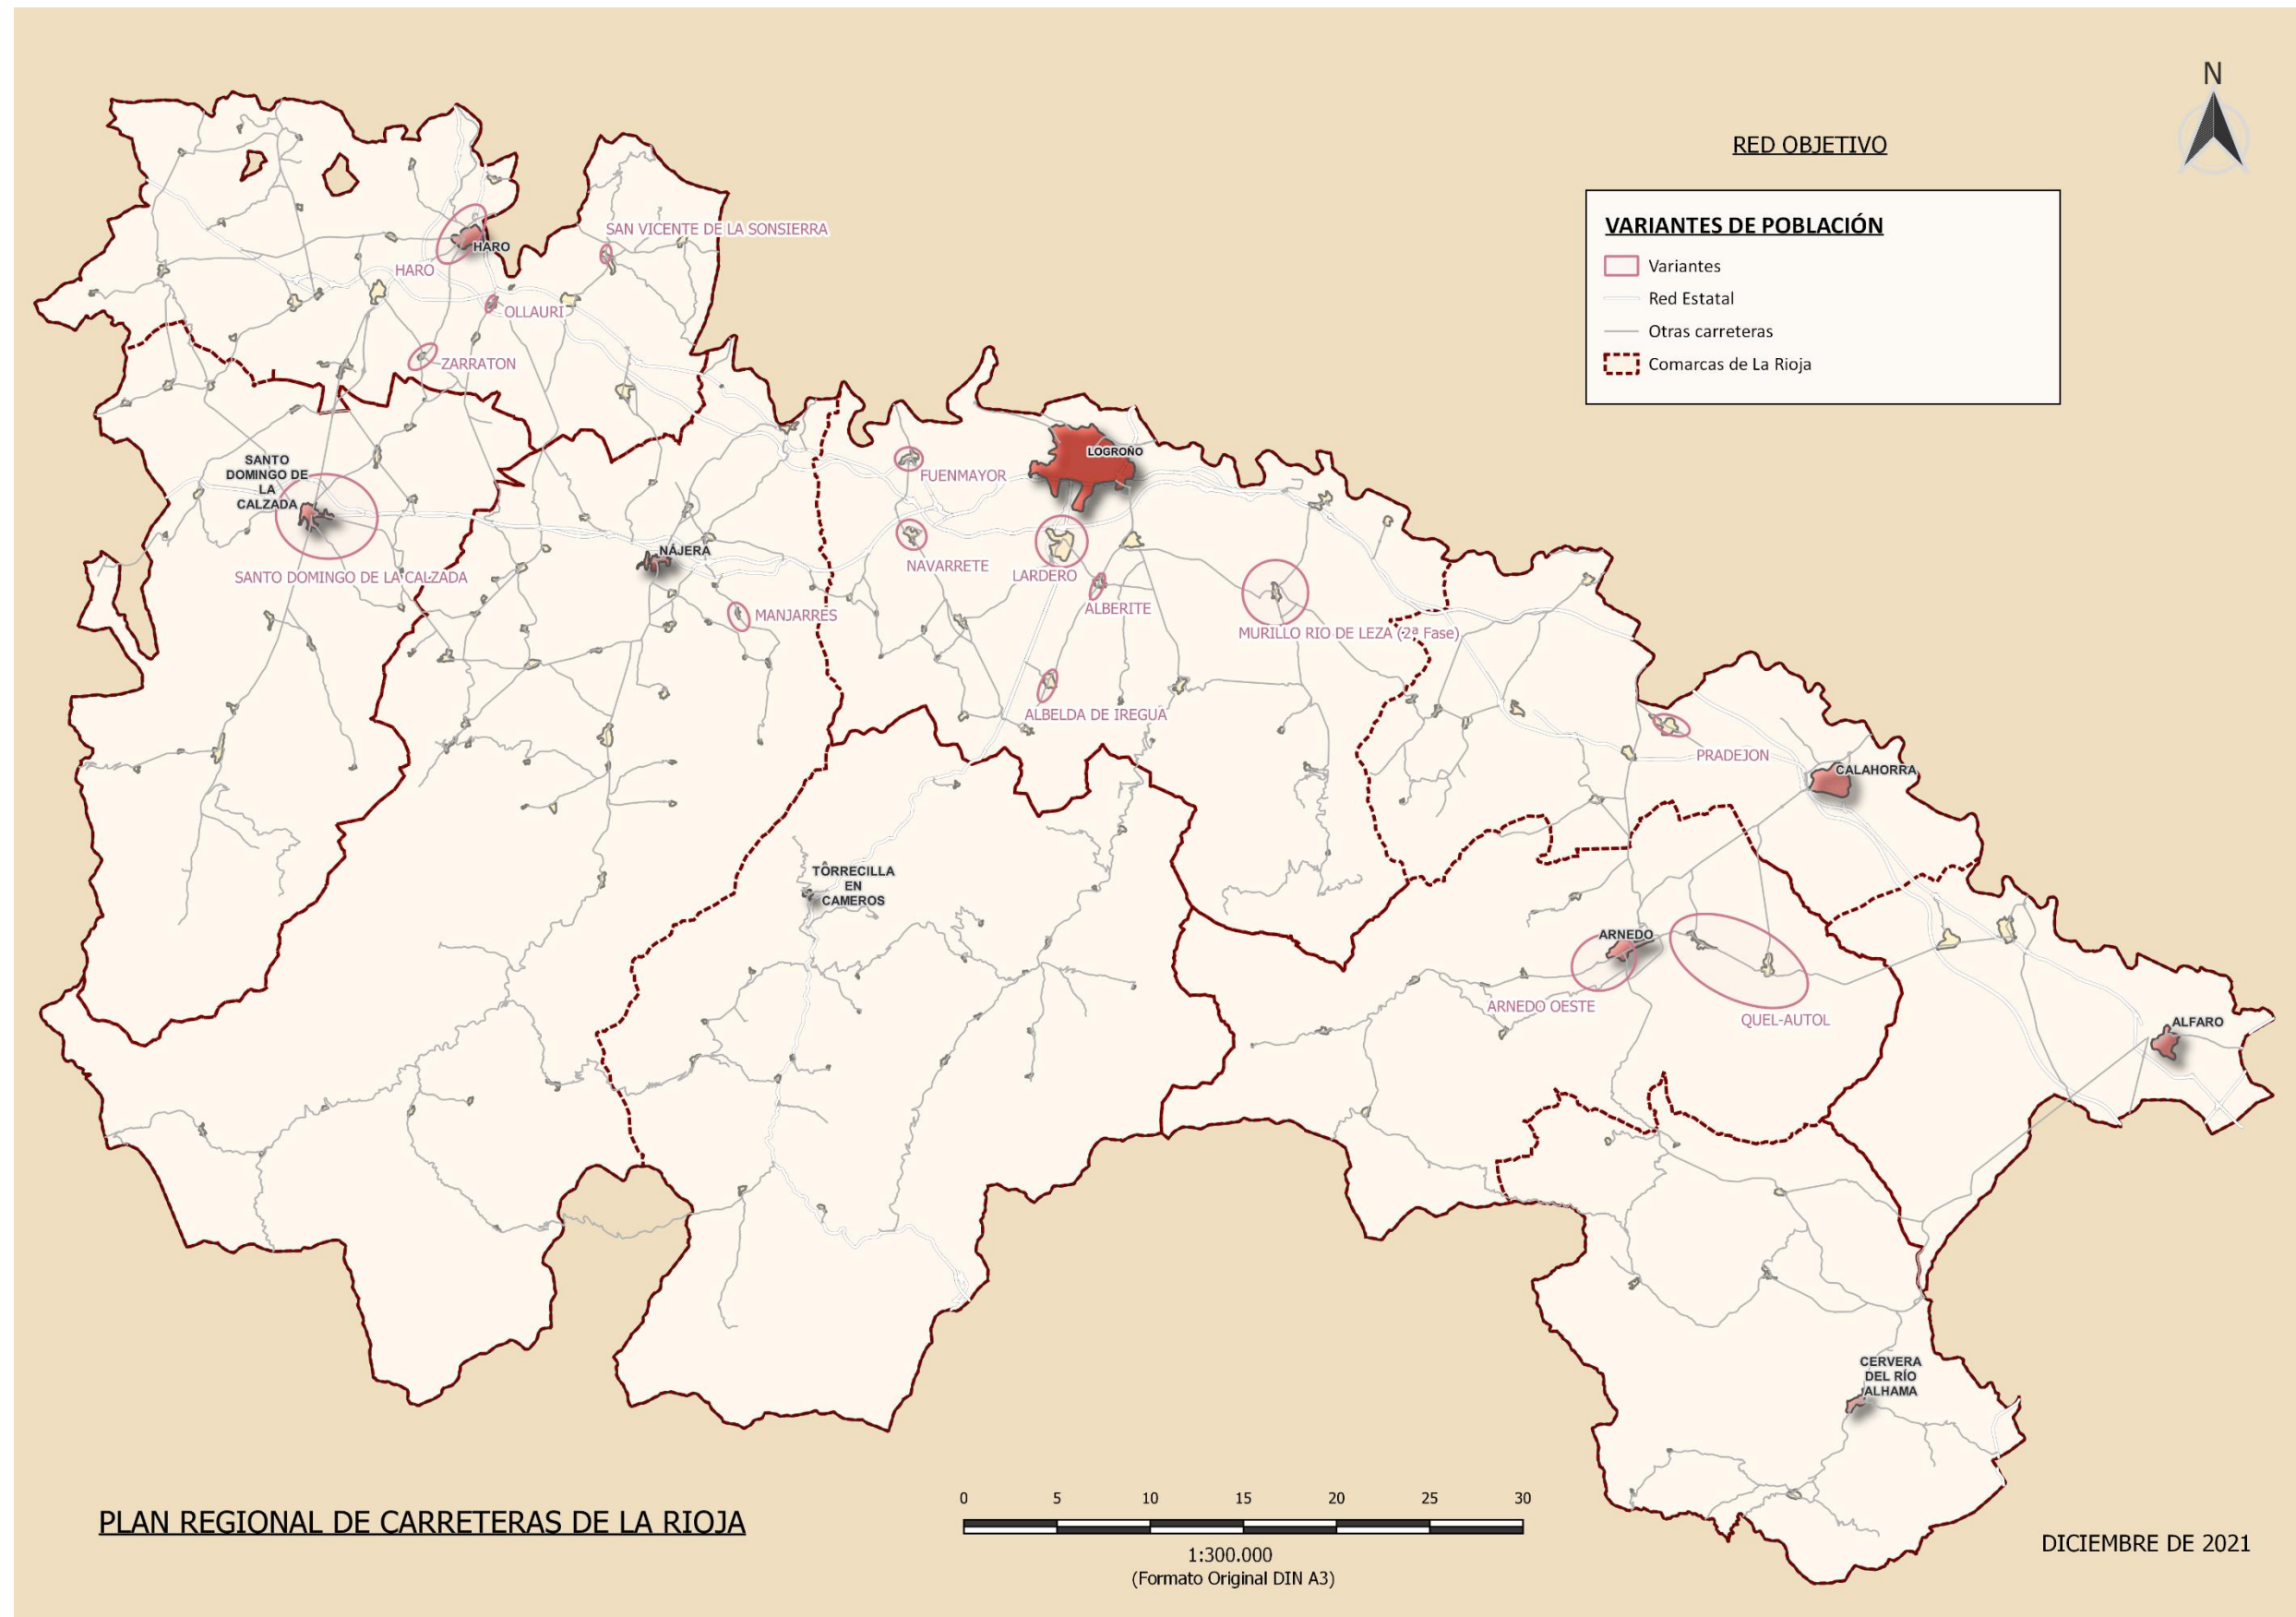 N
RED OBJETIVO
VARIANTES DE POBLACIÓN
Variantes
Red Estatal
Otras carreteras
Comarcas de La Rioja
SAN VICENTE DE LA SONSIERRA
HARO
HARO
OLLAURI
ZARRATON
SANTO
DOMINGO DE
LA
CALZADA
SANTO DOMINGO DE LA CALZADA
NÁJERA
MANJARRES
FUENMAYOR
LOGROÑO
NAVARRETE
LARDERO
ALBERITE
MURILLO RIO DE LEZA (2ª Fase)
ALBELDA DE IREGUA
PRADEJON
CALAHORRA
TORRECILLA
EN
CAMEROS
ARNEDO
ARNEDO OESTE
QUEL-AUTOL
ALFARO
CERVERA
DEL RÍO
ALHAMA
PLAN REGIONAL DE CARRETERAS DE LA RIOJA
0 5 10 15 20 25 30
1:300.000
(Formato Original DIN A3)
DICIEMBRE DE 2021